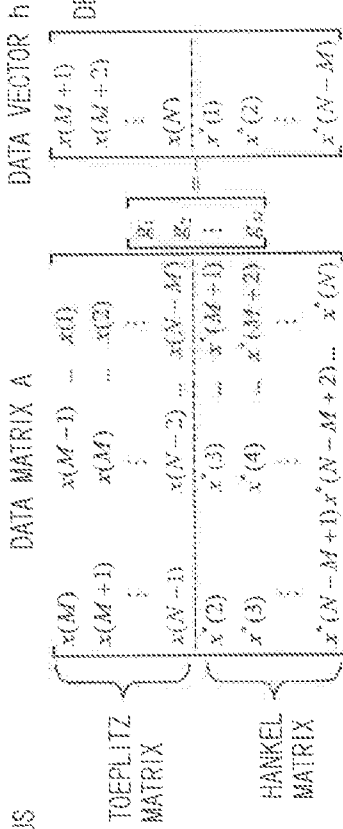 US
DATA MATRIX A
DATA VECTOR h
TOEPLITZ MATRIX
x(M) x(M−1) ... x(1)
x(M+1) x(M) ... x(2)
⋮ ⋮ ⋮
x(N−1) x(N−2) ... x(N−M)
HANKEL MATRIX
x*(2) x*(3) ... x*(M+1)
x*(3) x*(4) ... x*(M+2)
⋮ ⋮ ⋮
x*(N−M+1) x*(N−M+2) ... x*(N)
g₁
g₂
⋮
=
x(M+1)
x(M+2)
⋮
x(N)
x*(1)
x*(2)
⋮
x*(N−M)